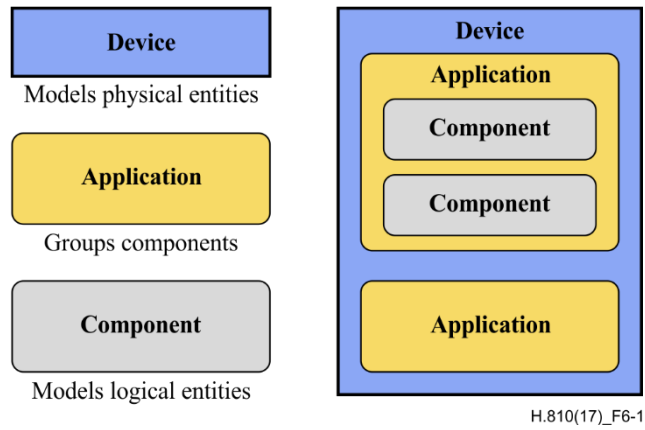 Device
Models physical entities
Application
Groups components
Component
Models logical entities
Device
Application
Component
Component
Application
H.810(17)_F6-1